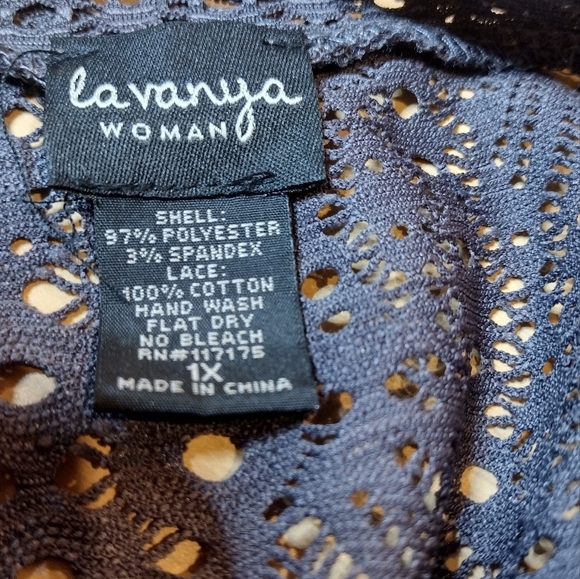 lavanya
WOMAN
SHELL:
97% POLYESTER
3% SPANDEX
LACE:
100% COTTON
HAND WASH
FLAT DRY
NO BLEACH
RN#117175
1X
MADE IN CHINA